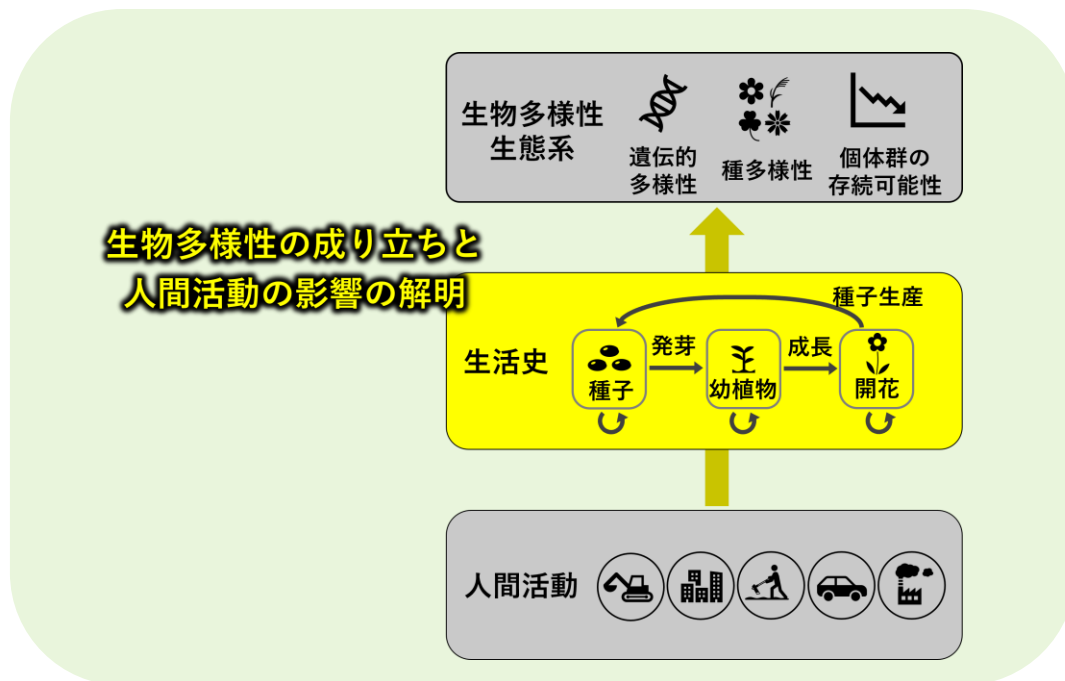 生物多様性
生態系
遺伝的
多様性
種多様性
個体群の
存続可能性
生物多様性の成り立ちと
人間活動の影響の解明
生活史
種子生産
種子
発芽
幼植物
成長
開花
人間活動